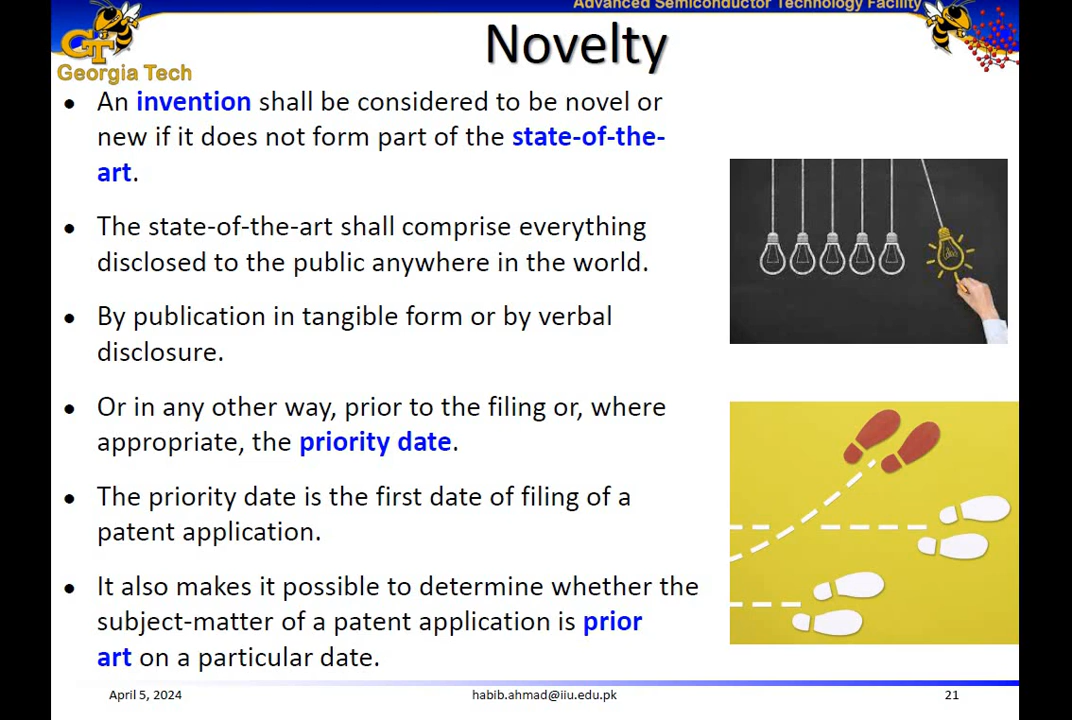 Advanced Semiconductor Technology Facility
GT
Georgia Tech
Novelty
• An invention shall be considered to be novel or
new if it does not form part of the state-of-the-
art.
• The state-of-the-art shall comprise everything
disclosed to the public anywhere in the world.
• By publication in tangible form or by verbal
disclosure.
• Or in any other way, prior to the filing or, where
appropriate, the priority date.
• The priority date is the first date of filing of a
patent application.
• It also makes it possible to determine whether the
subject-matter of a patent application is prior
art on a particular date.
April 5, 2024
habib.ahmad@iiu.edu.pk
21